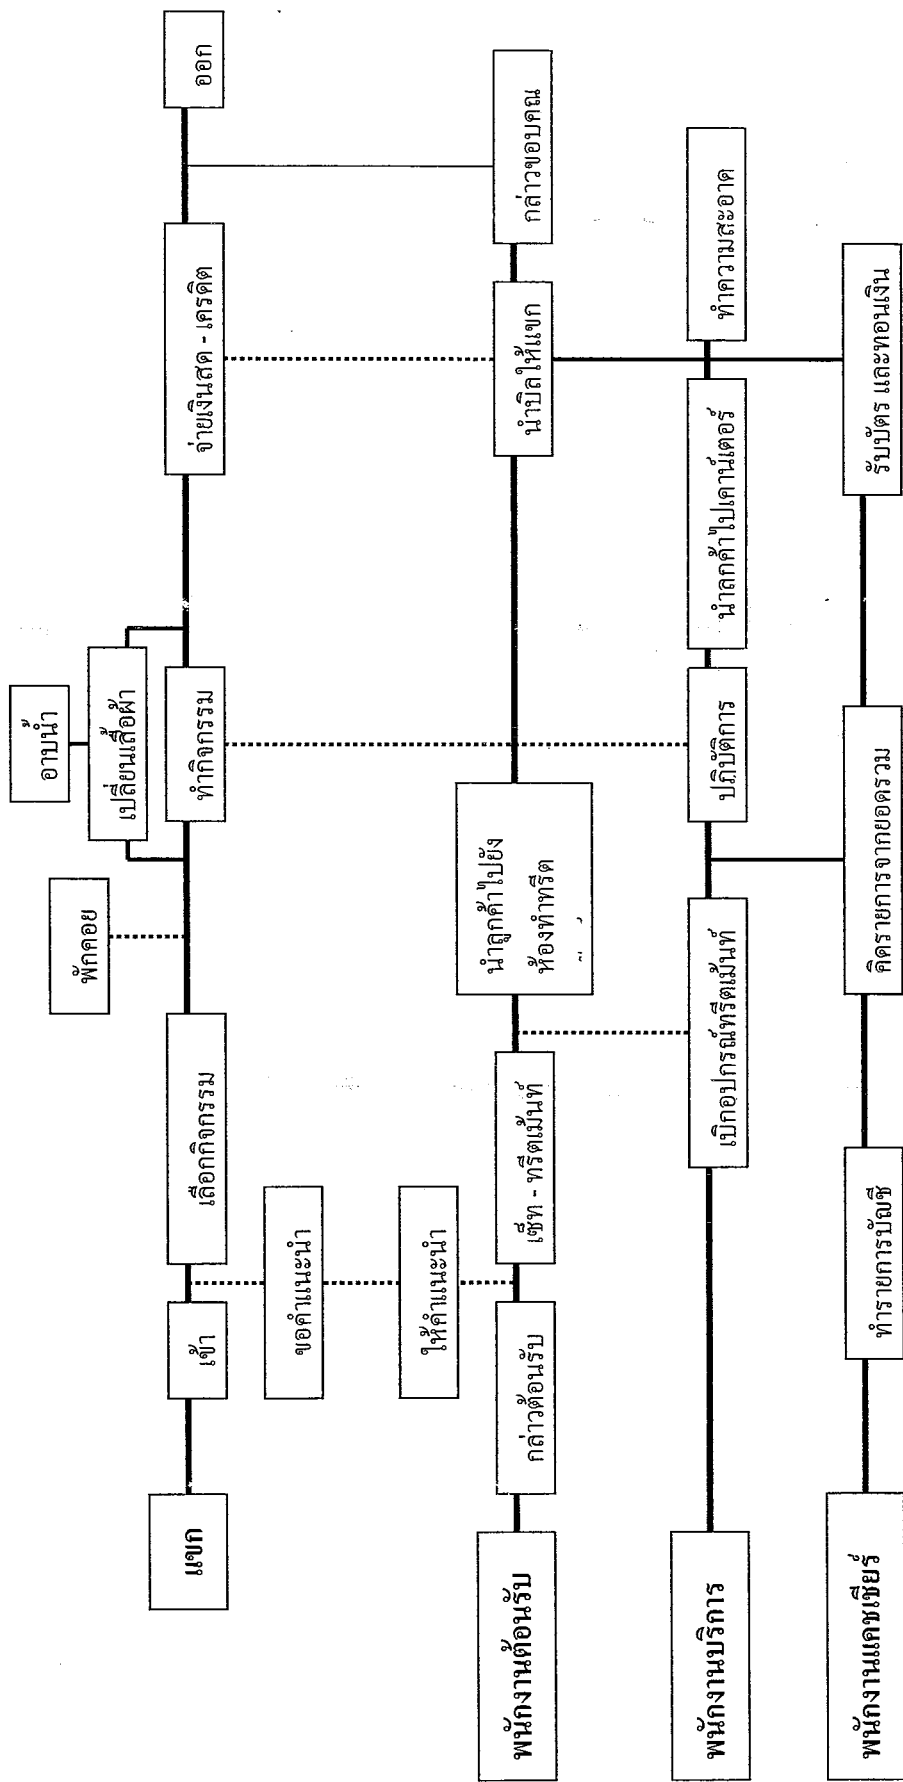 แขก
เข้า
เลือกกิจกรรม
พักคอย
อาบน้ำ
เปลี่ยนเสื้อผ้า
ทำกิจกรรม
จ่ายเงินสด - เครดิต
ออก
ขอคำแนะนำ
ให้คำแนะนำ
พนักงานต้อนรับ
กล่าวต้อนรับ
เซ็ท - ทรีตเม้นท์
นำลูกค้าไปยัง
ห้องทำทรีต
นำบิลให้แขก
กล่าวขอบคุณ
พนักงานบริการ
เบิกอุปกรณ์ทรีตเม้นท์
ปฏิบัติการ
นำลกค้าไปเคาน์เตอร์
ทำความสะอาด
พนักงานแคชเชียร์
ทำรายการบัญชี
คิดรายการจากยอดรวม
รับบัตร และทอนเงิน